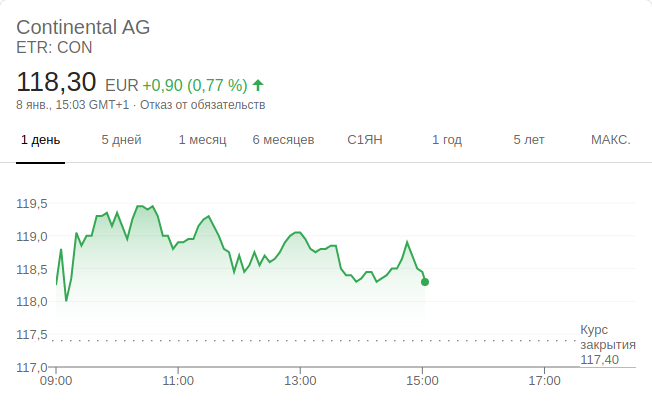 Continental AG
ETR: CON
118,30 EUR +0,90 (0,77 %)
8 янв., 15:03 GMT+1 · Отказ от обязательств
1 день 5 дней 1 месяц 6 месяцев С1ЯН 1 год 5 лет МАКС.
119,5
119,0
118,5
118,0
117,5
117,0
Курс
закрытия
117,40
09:00 11:00 13:00 15:00 17:00